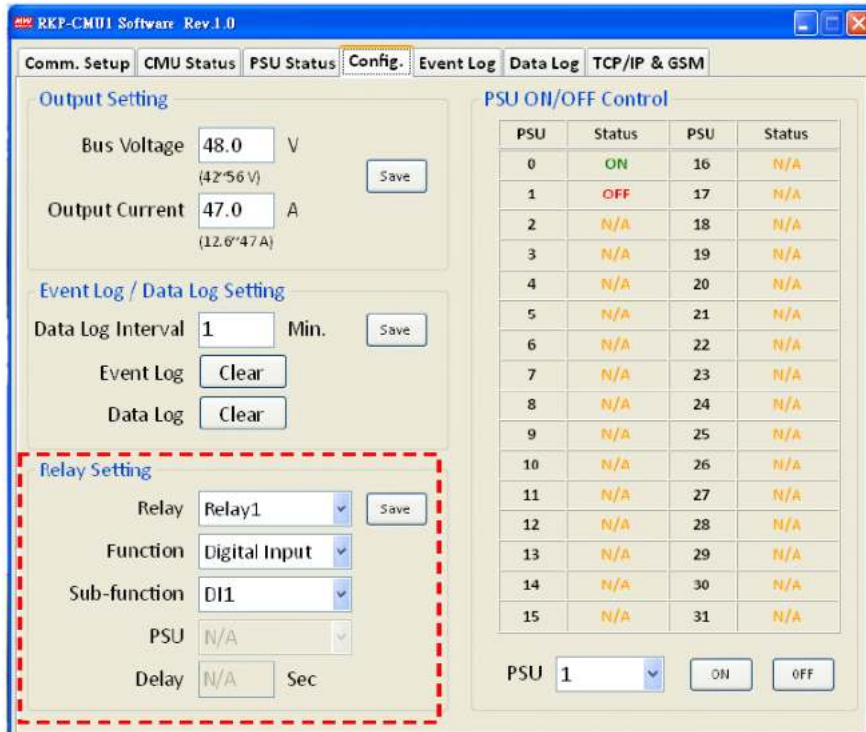 MW RKP-CMU1 Software Rev.1.0
Comm. Setup CMU Status PSU Status Config. Event Log Data Log TCP/IP & GSM
Output Setting
Bus Voltage 48.0 V
(42~56 V)
Save
Output Current 47.0 A
(12.6~47 A)
Event Log / Data Log Setting
Data Log Interval 1 Min. Save
Event Log Clear
Data Log Clear
Relay Setting
Relay Relay1 Save
Function Digital Input
Sub-function DI1
PSU N/A
Delay N/A Sec
PSU ON/OFF Control
PSU Status PSU Status
0 ON 16 N/A
1 OFF 17 N/A
2 N/A 18 N/A
3 N/A 19 N/A
4 N/A 20 N/A
5 N/A 21 N/A
6 N/A 22 N/A
7 N/A 23 N/A
8 N/A 24 N/A
9 N/A 25 N/A
10 N/A 26 N/A
11 N/A 27 N/A
12 N/A 28 N/A
13 N/A 29 N/A
14 N/A 30 N/A
15 N/A 31 N/A
PSU 1 ON OFF